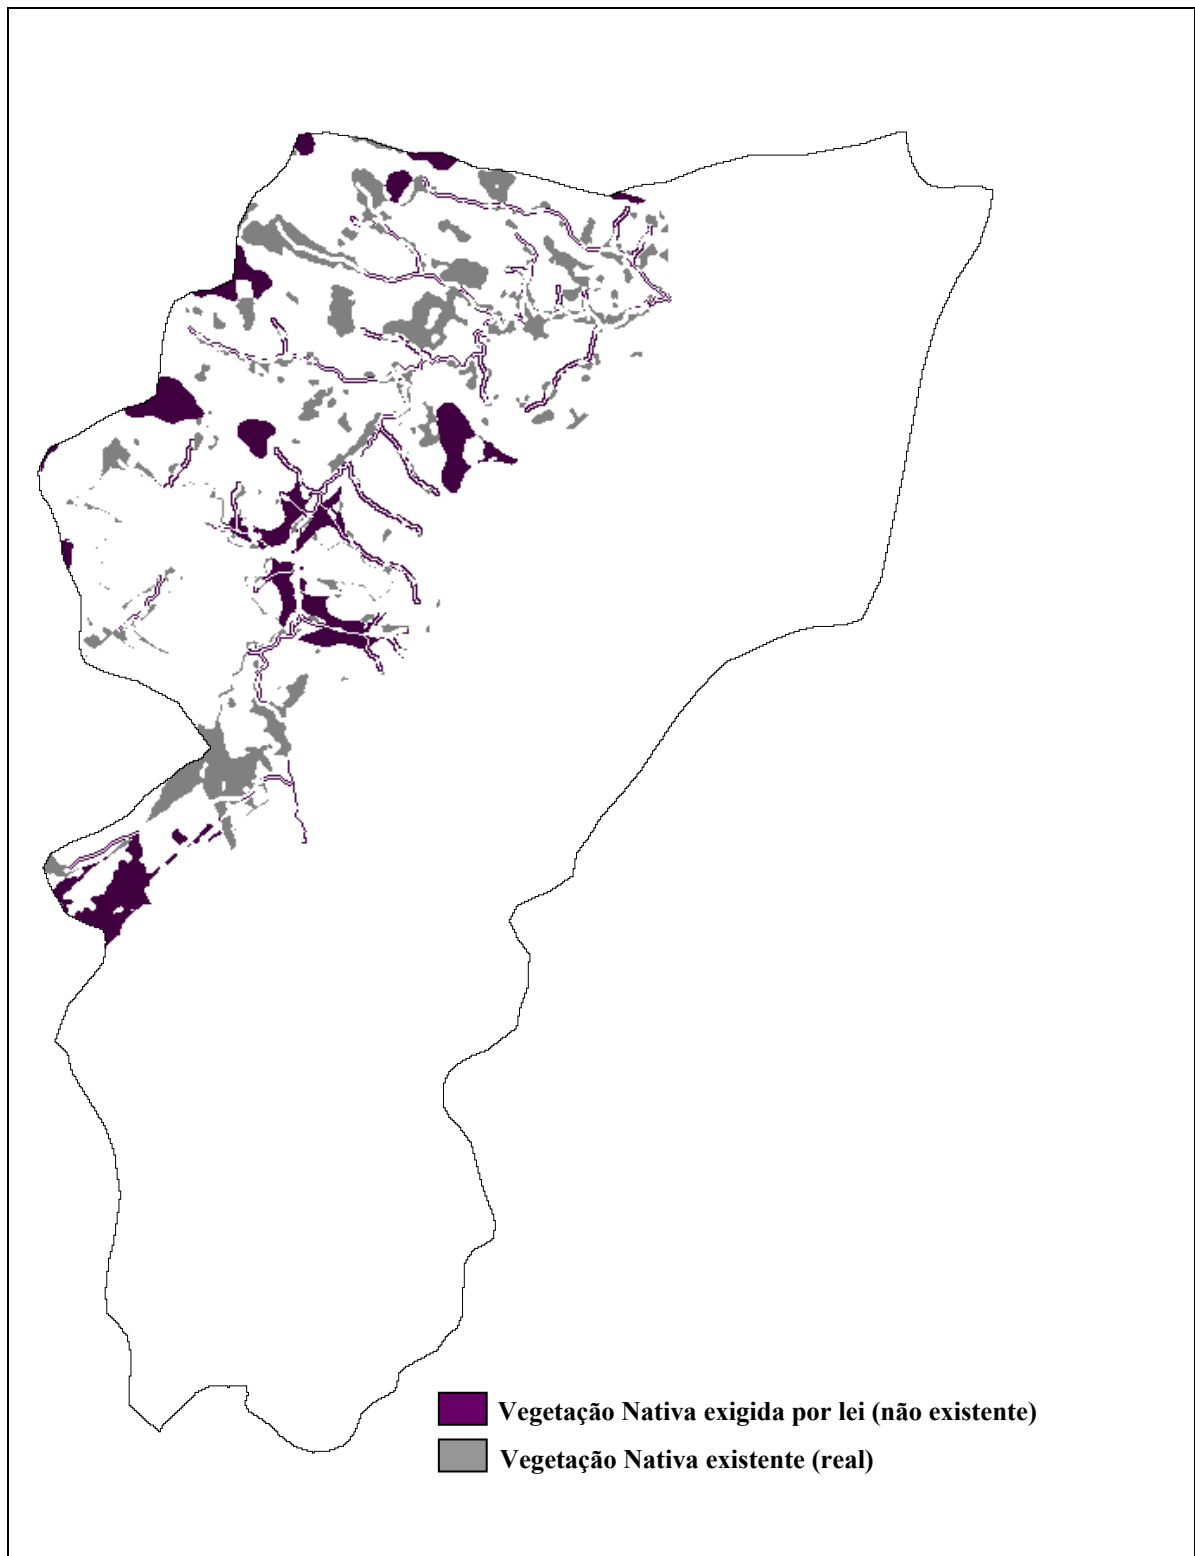 Vegetação Nativa exigida por lei (não existente)
Vegetação Nativa existente (real)